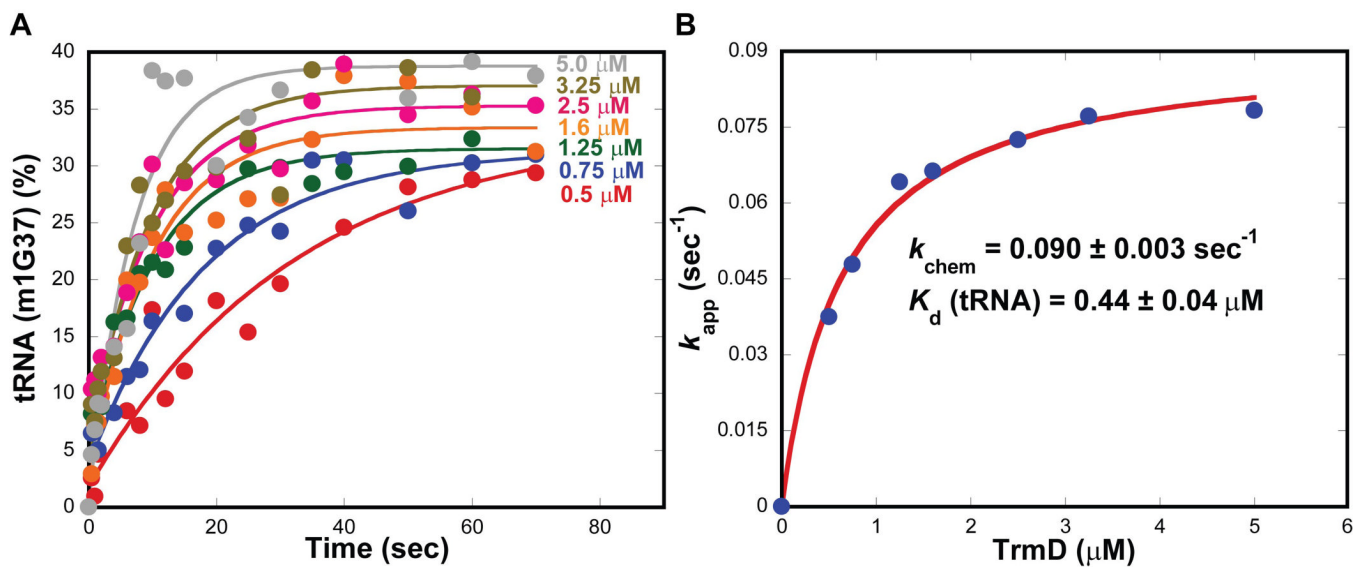 A
tRNA (m1G37) (%)
40
35
30
25
20
15
10
5
0
5.0 μM
3.25 μM
2.5 μM
1.6 μM
1.25 μM
0.75 μM
0.5 μM
0 20 40 60 80
Time (sec)
B
k_app (sec⁻¹)
0.09
0.075
0.06
0.045
0.03
0.015
0
k_chem = 0.090 ± 0.003 sec⁻¹
K_d (tRNA) = 0.44 ± 0.04 μM
0 1 2 3 4 5 6
TrmD (μM)